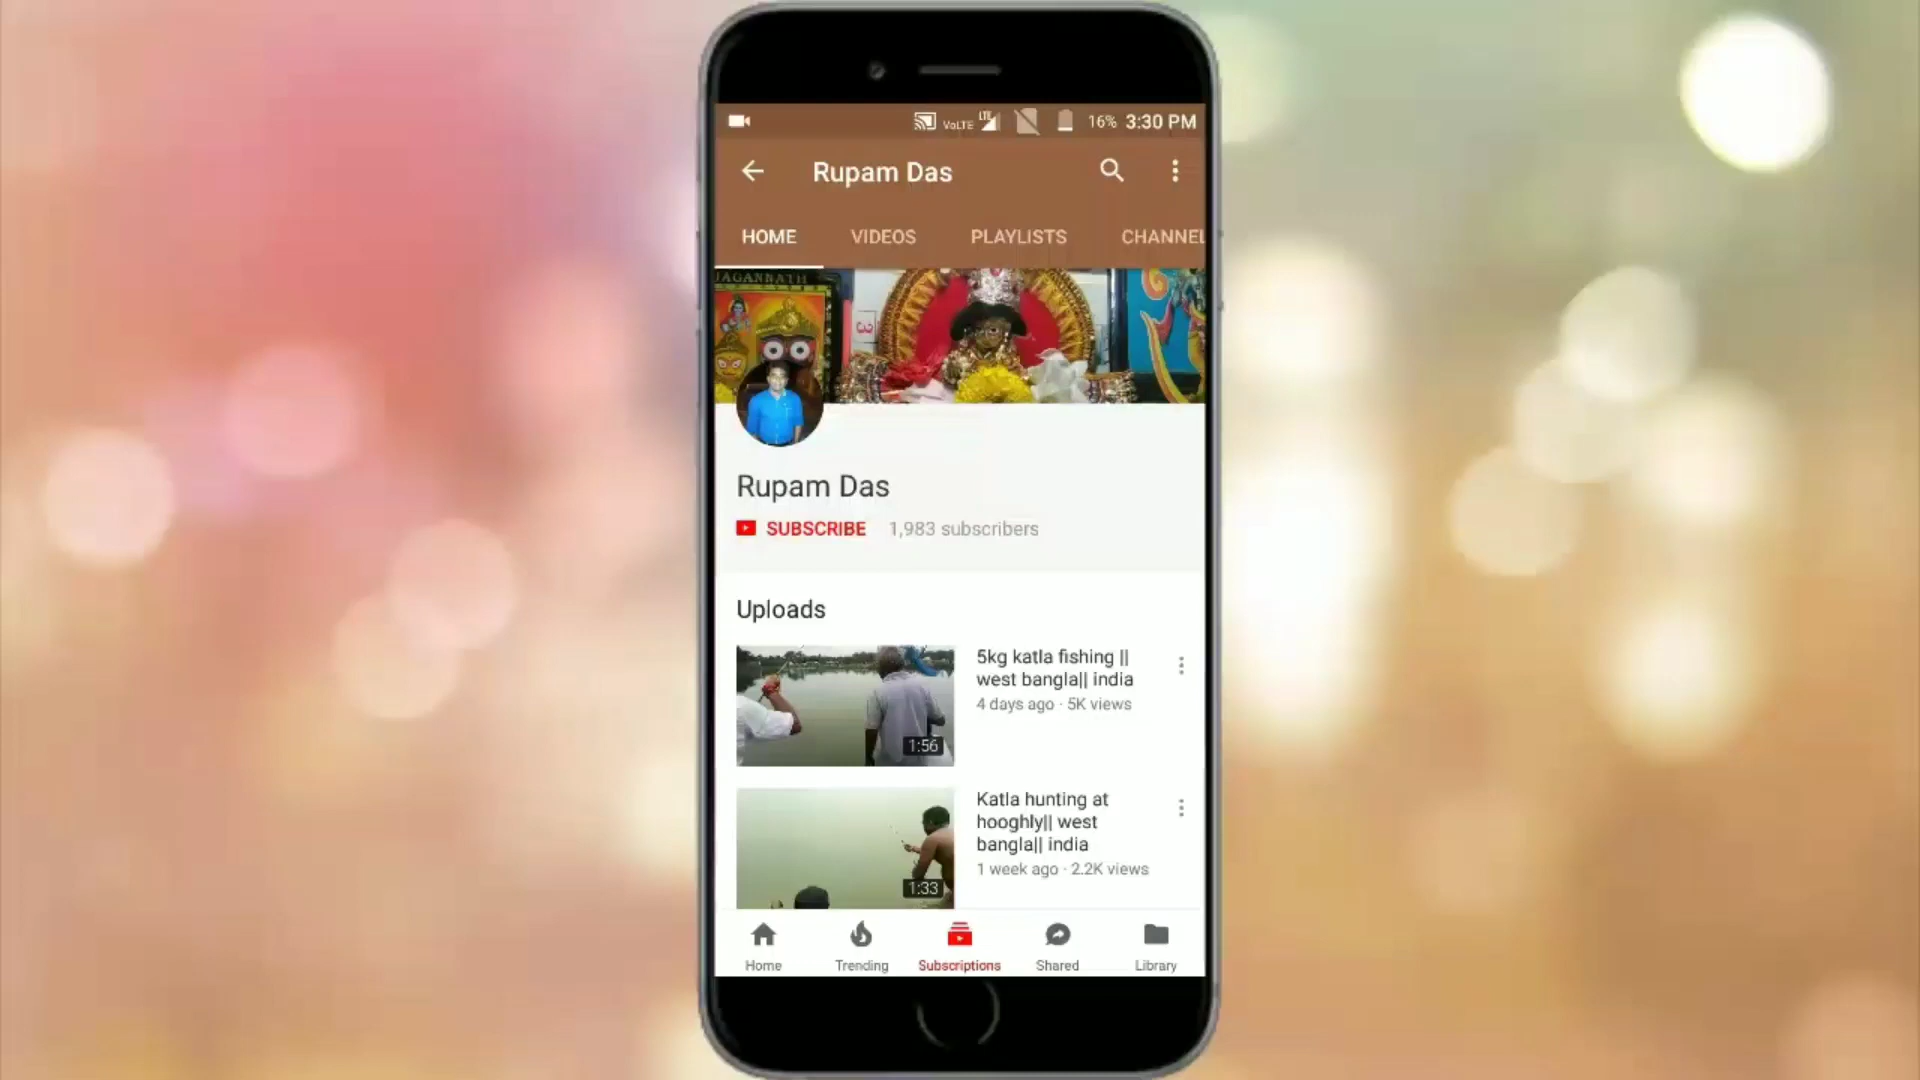 VoLTE LTE 16% 3:30 PM
Rupam Das
HOME VIDEOS PLAYLISTS CHANNEL
JAGANNATH
Rupam Das
SUBSCRIBE 1,983 subscribers
Uploads
5kg katla fishing ||
west bangla|| india
4 days ago · 5K views
1:56
Katla hunting at
hooghly|| west
bangla|| india
1 week ago · 2.2K views
1:33
Home Trending Subscriptions Shared Library